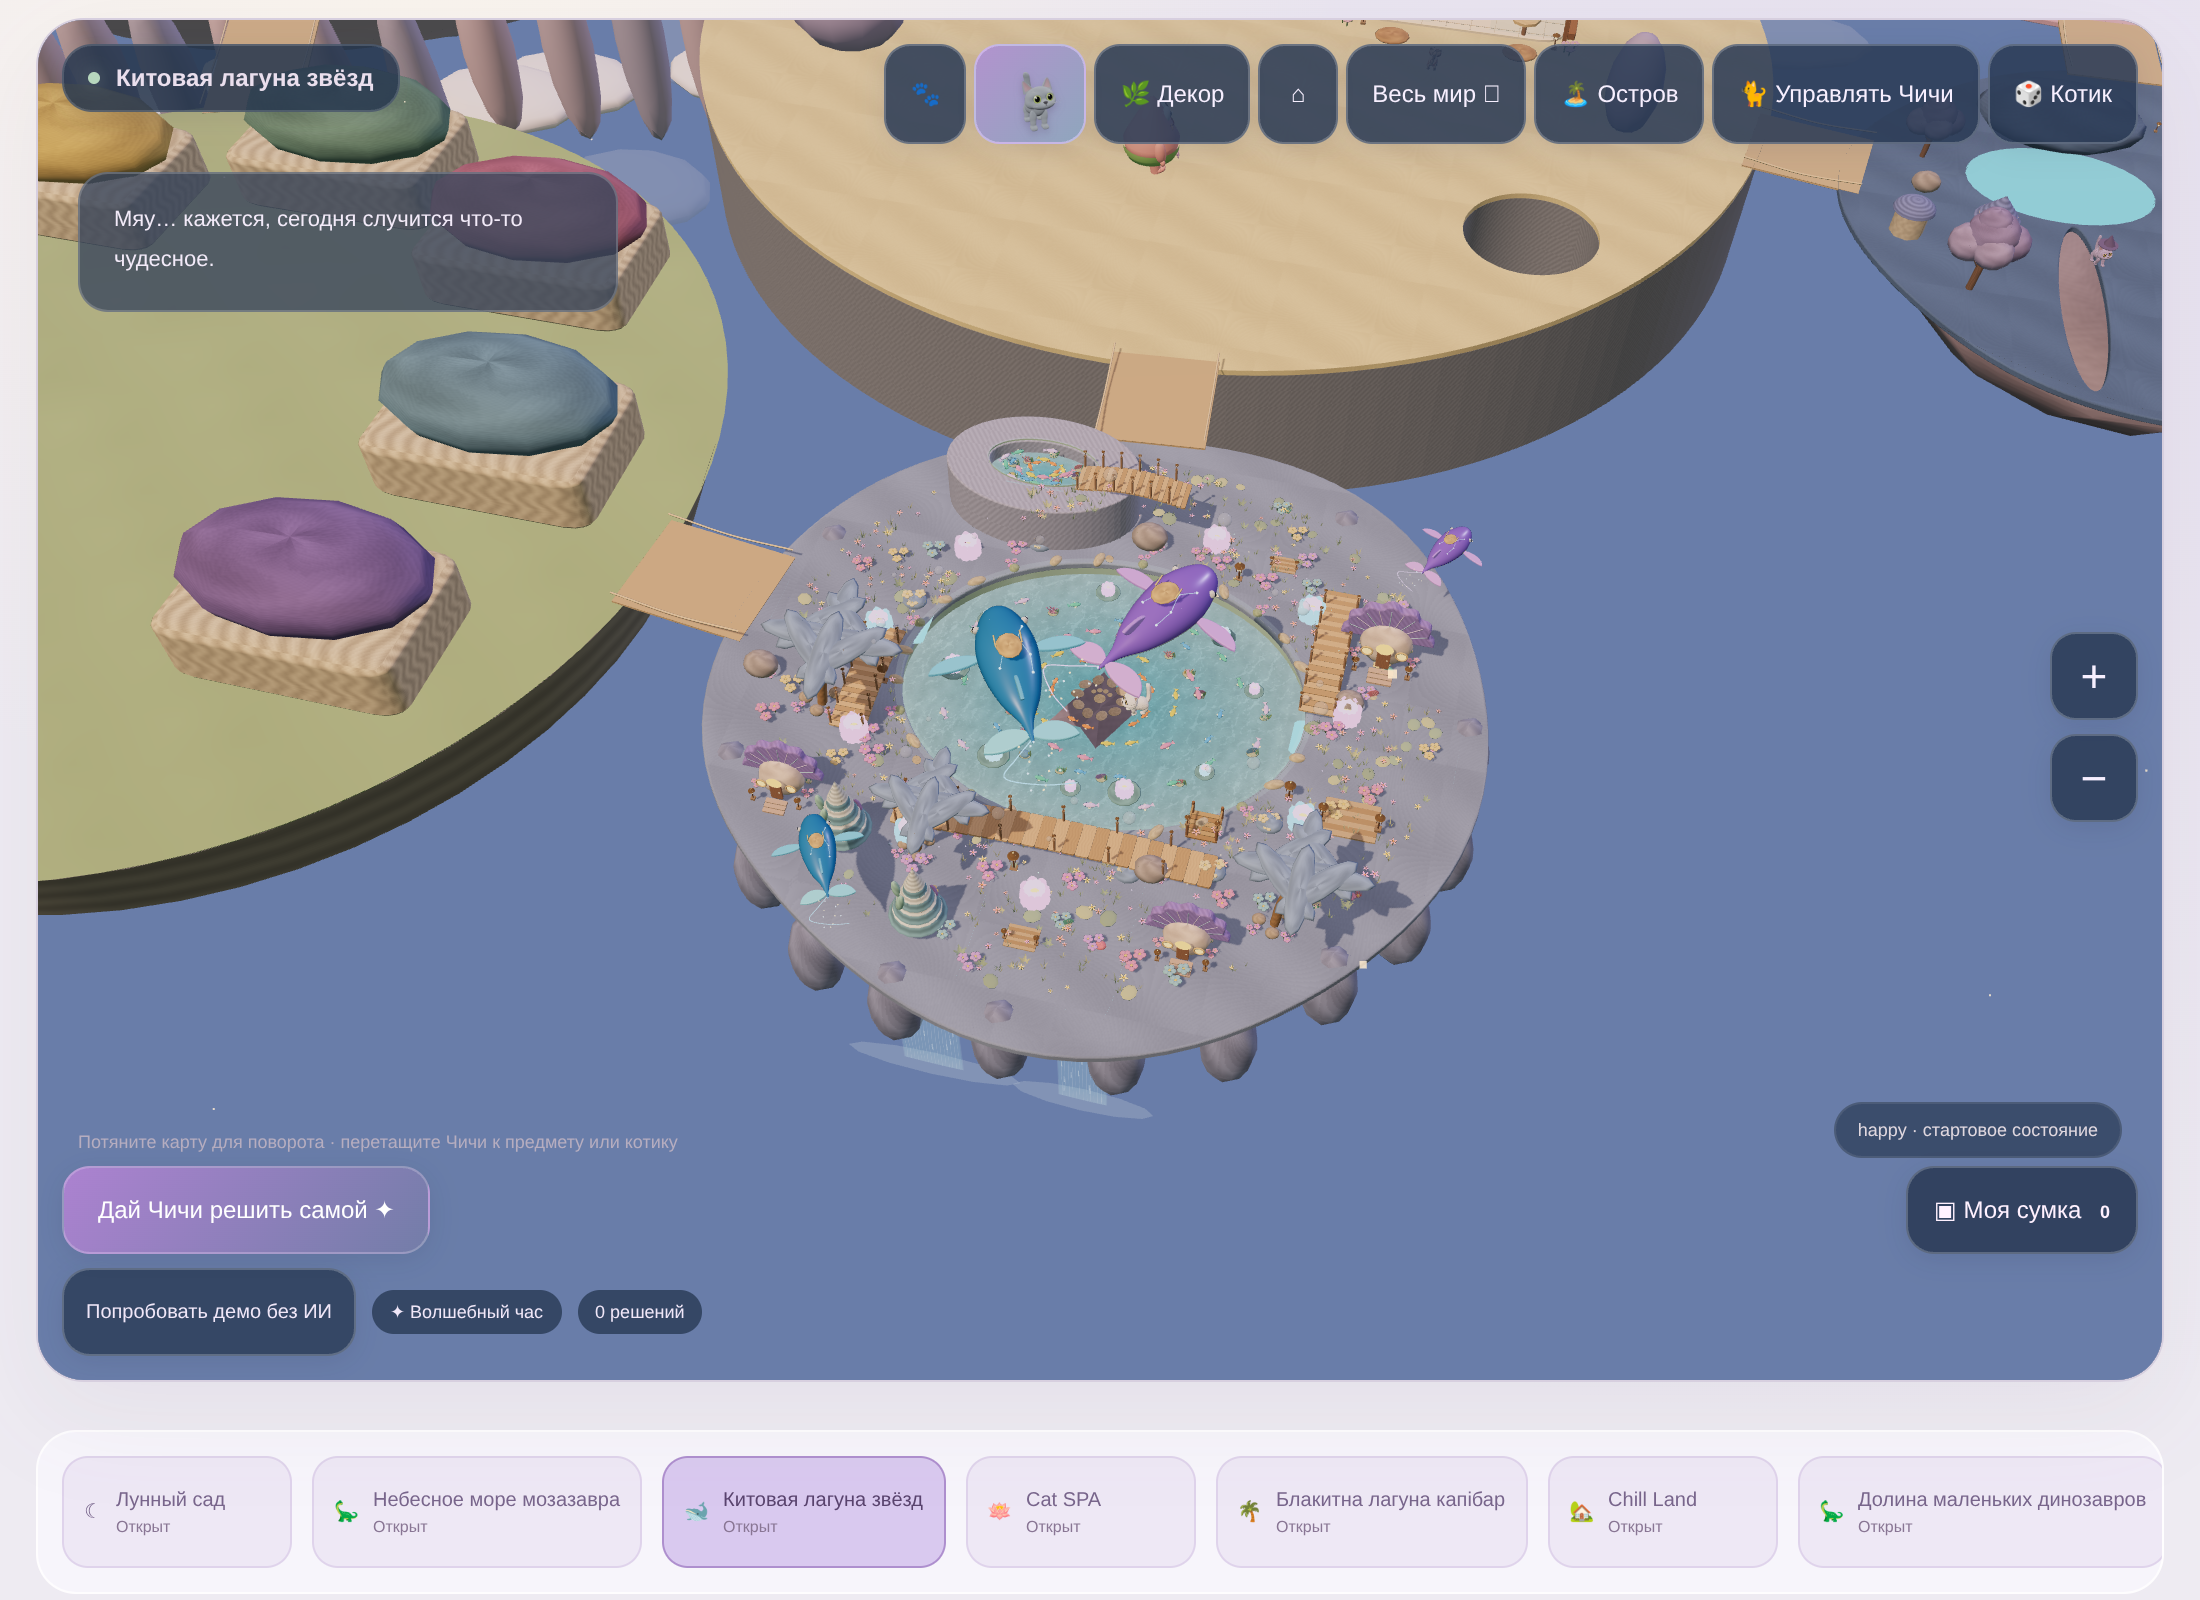 Китовая лагуна звёзд
Декор
Весь мир
Остров
Управлять Чичи
Котик
Мяу… кажется, сегодня случится что-то
чудесное.
+
−
Потяните карту для поворота · перетащите Чичи к предмету или котику
happy · стартовое состояние
Дай Чичи решить самой ✦
Моя сумка 0
Попробовать демо без ИИ
✦ Волшебный час
0 решений
Лунный сад
Открыт
Небесное море мозазавра
Открыт
Китовая лагуна звёзд
Открыт
Cat SPA
Открыт
Блакитна лагуна капібар
Открыт
Chill Land
Открыт
Долина маленьких динозавров
Открыт